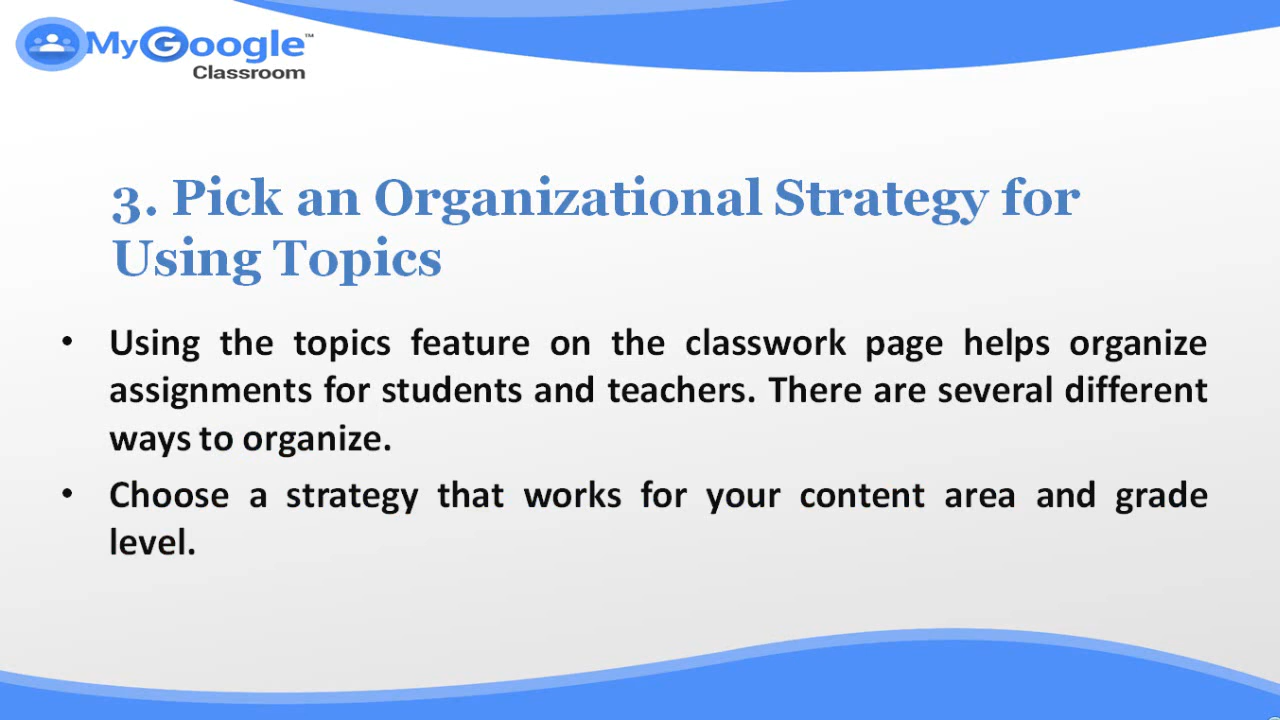 MyGoogle™
Classroom
3. Pick an Organizational Strategy for
Using Topics
• Using the topics feature on the classwork page helps organize
assignments for students and teachers. There are several different
ways to organize.
• Choose a strategy that works for your content area and grade
level.